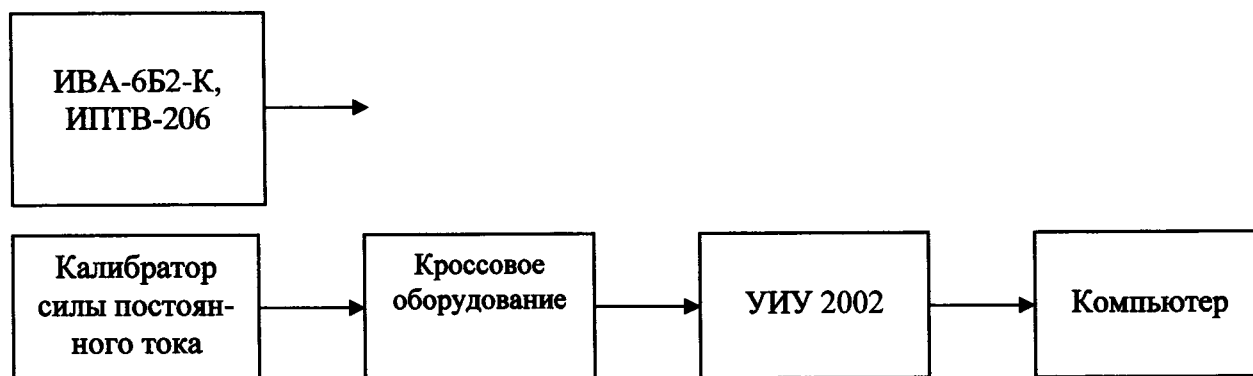 ИВА-6Б2-К,
ИПТВ-206
Калибратор
силы постоян-
ного тока
Кроссовое
оборудование
УИУ 2002
Компьютер